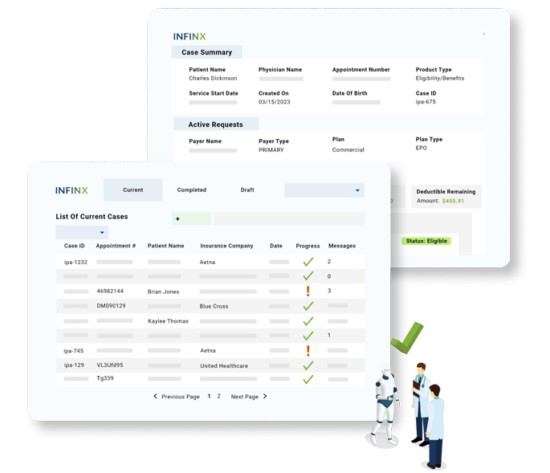 INFINX
Case Summary
Patient Name Physician Name Appointment Number Product Type
Charles Dickinson Eligibility/Benefits
Service Start Date Created On Date Of Birth Case ID
03/15/2023 ipa-675
Active Requests
Payer Name Payer Type Plan Plan Type
PRIMARY Commercial EPO
Deductible Remaining
Amount: $455.91
Status: Eligible
INFINX Current Completed Draft
List Of Current Cases +
Case ID Appointment # Patient Name Insurance Company Date Progress Messages
ipa-1232 Aetna 2
0
46982144 Brian Jones 3
DM090129 Blue Cross
Kaylee Thomas
1
ipa-745 Aetna
ipa-129 VL3UNI95 United Healthcare
Tg339
Previous Page 1 2 Next Page